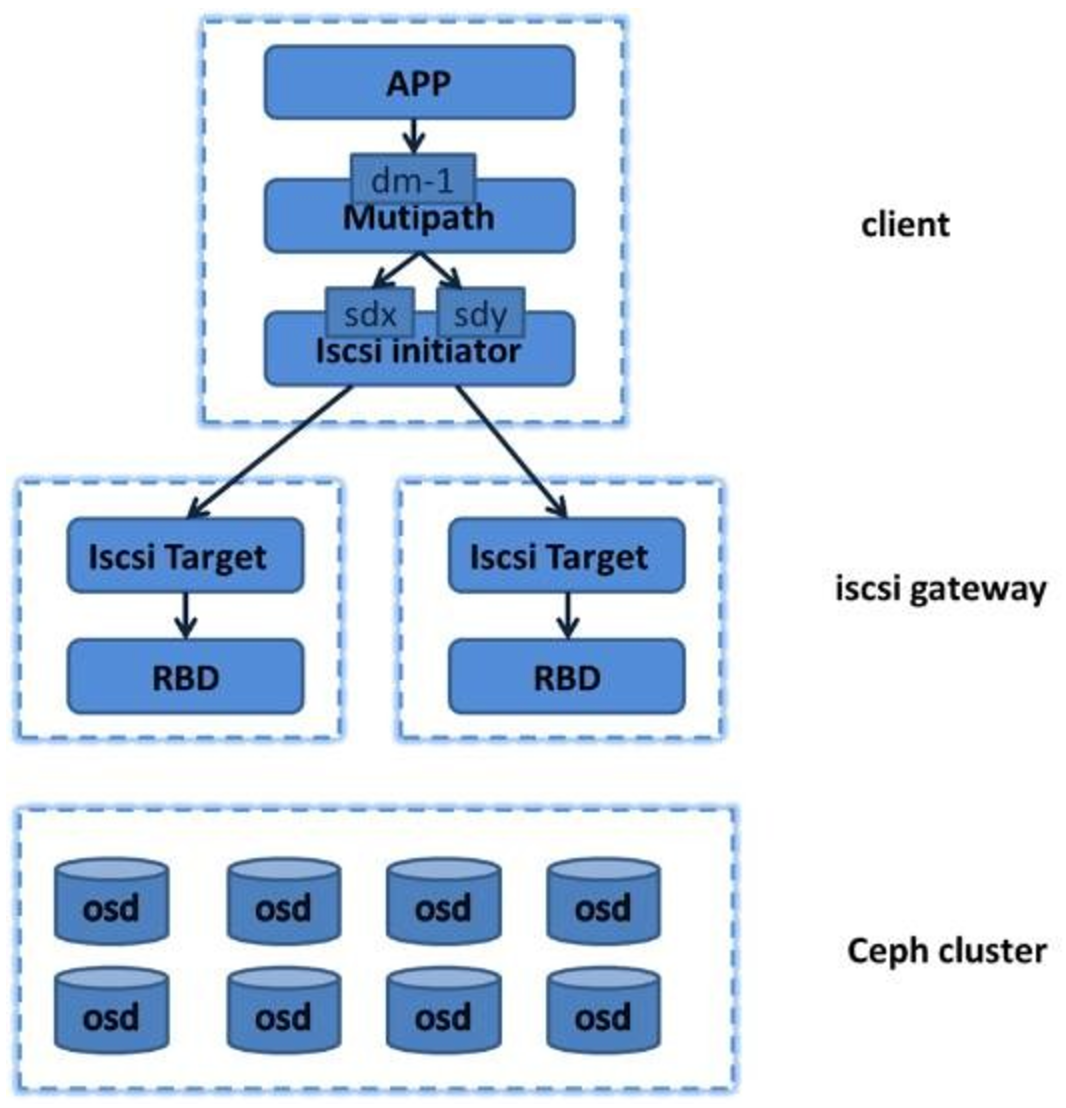 APP
dm-1
Mutipath
client
sdx sdy
Iscsi initiator
Iscsi Target Iscsi Target
iscsi gateway
RBD RBD
osd osd osd osd
Ceph cluster
osd osd osd osd